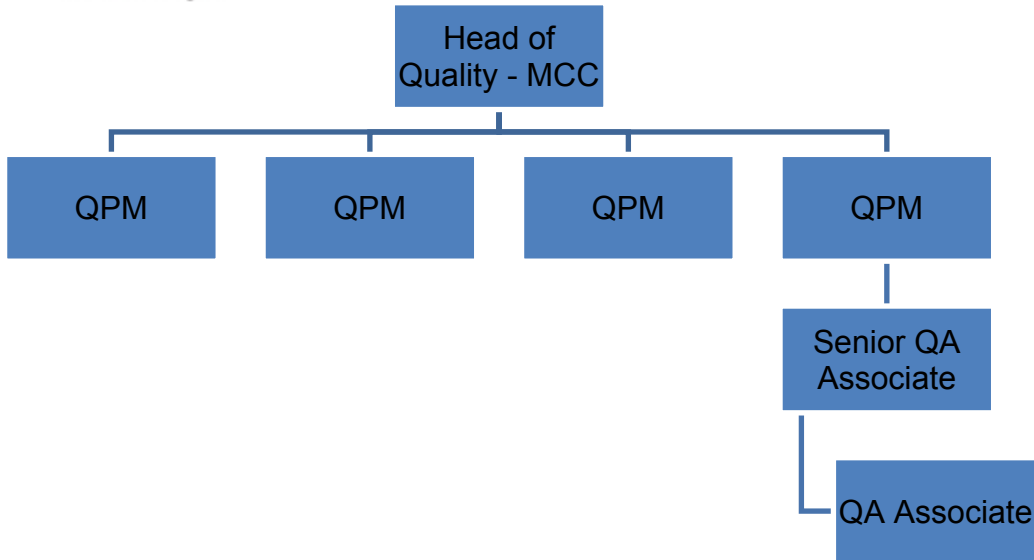 Head of
Quality - MCC
QPM
QPM
QPM
QPM
Senior QA
Associate
QA Associate